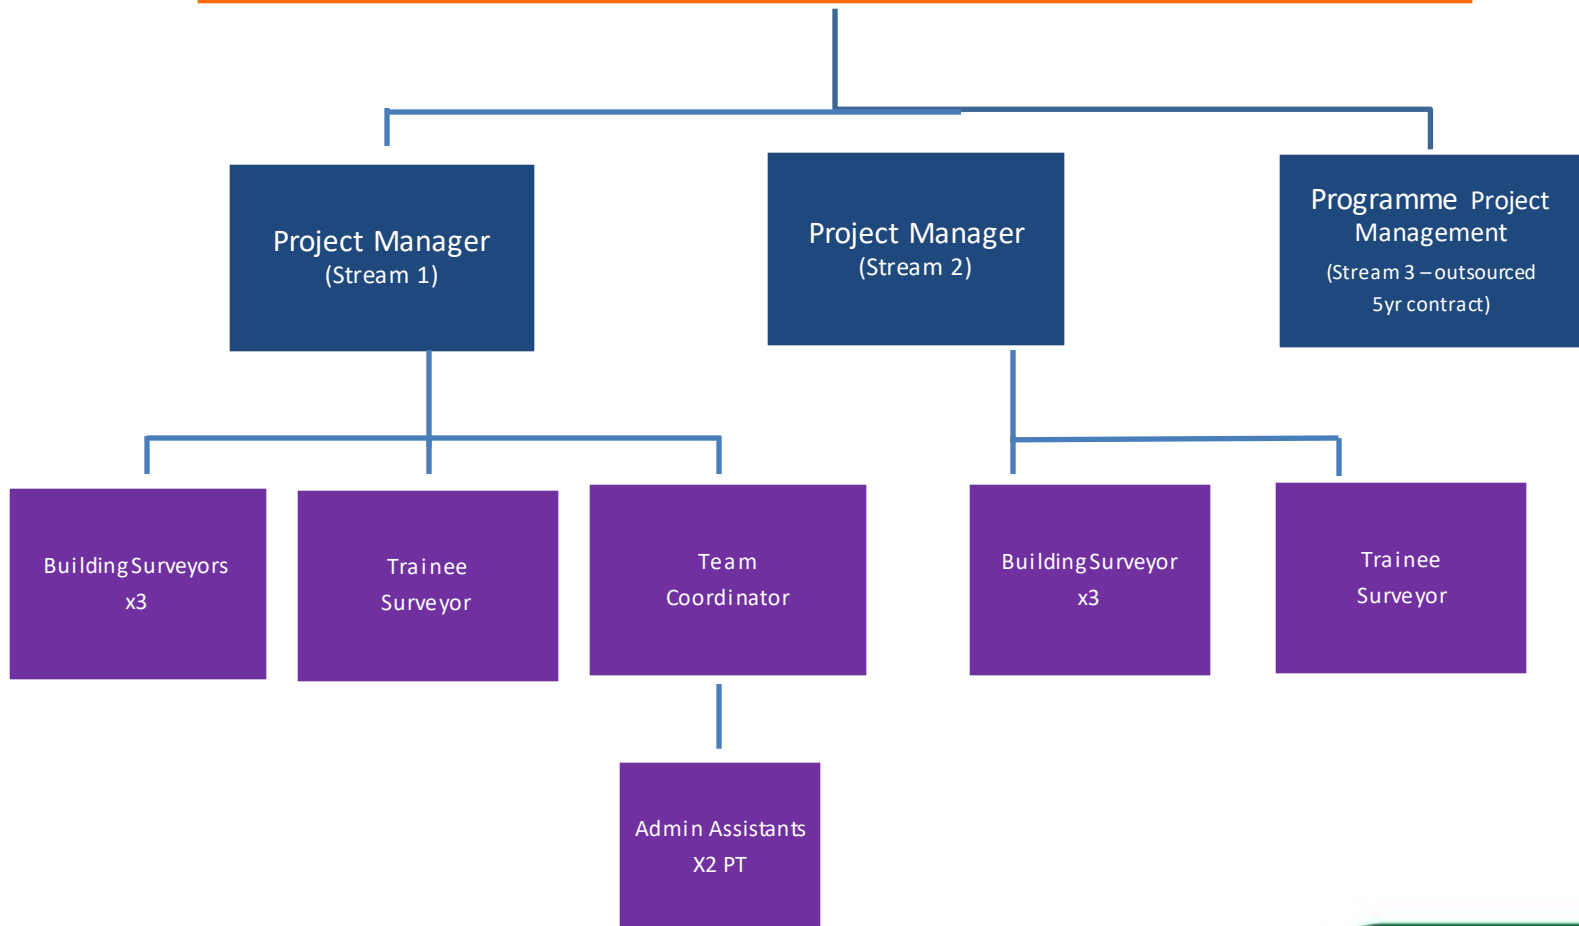 Project Manager
(Stream 1)
Project Manager
(Stream 2)
Programme Project
Management
(Stream 3 – outsourced
5yr contract)
Building Surveyors
x3
Trainee
Surveyor
Team
Coordinator
Building Surveyor
x3
Trainee
Surveyor
Admin Assistants
X2 PT